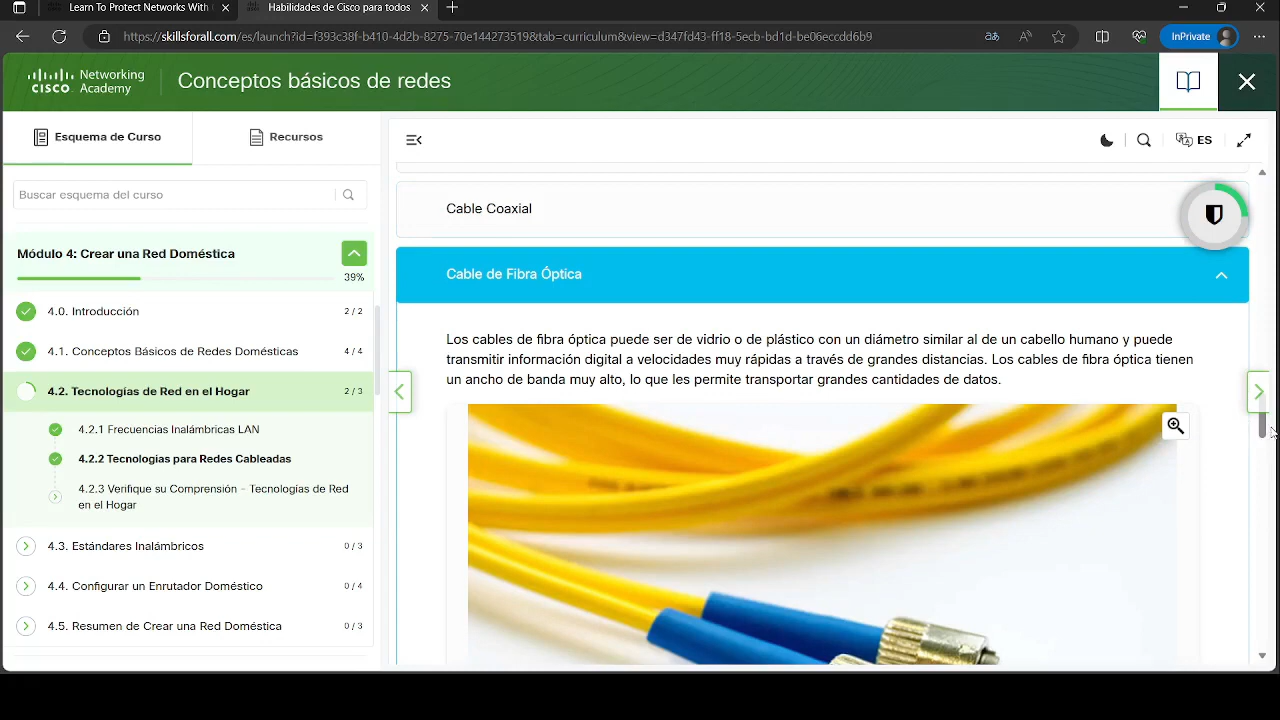 Learn To Protect Networks With
Habilidades de Cisco para todos
https://skillsforall.com/es/launch?id=f393c38f-b410-4d2b-8275-70e144273519&tab=curriculum&view=d347fd43-ff18-5ecb-bd1d-be06eccdd6b9
InPrivate
CISCO Networking Academy
Conceptos básicos de redes
Esquema de Curso
Recursos
ES
Buscar esquema del curso
Módulo 4: Crear una Red Doméstica
39%
4.0. Introducción 2 / 2
4.1. Conceptos Básicos de Redes Domésticas 4 / 4
4.2. Tecnologías de Red en el Hogar 2 / 3
4.2.1 Frecuencias Inalámbricas LAN
4.2.2 Tecnologías para Redes Cableadas
4.2.3 Verifique su Comprensión - Tecnologías de Red
en el Hogar
4.3. Estándares Inalámbricos 0 / 3
4.4. Configurar un Enrutador Doméstico 0 / 4
4.5. Resumen de Crear una Red Doméstica 0 / 3
Cable Coaxial
Cable de Fibra Óptica
Los cables de fibra óptica puede ser de vidrio o de plástico con un diámetro similar al de un cabello humano y puede
transmitir información digital a velocidades muy rápidas a través de grandes distancias. Los cables de fibra óptica tienen
un ancho de banda muy alto, lo que les permite transportar grandes cantidades de datos.